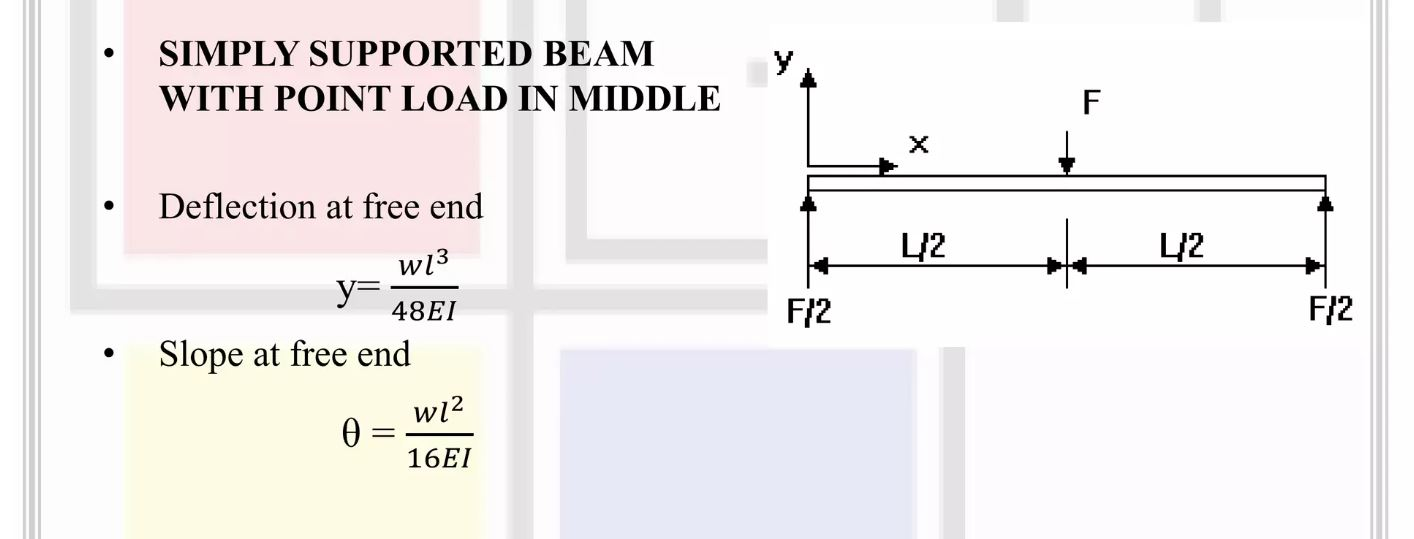 • SIMPLY SUPPORTED BEAM
WITH POINT LOAD IN MIDDLE
• Deflection at free end
y= wl³/48EI
• Slope at free end
θ = wl²/16EI
y
F
x
L/2 L/2
F/2 F/2